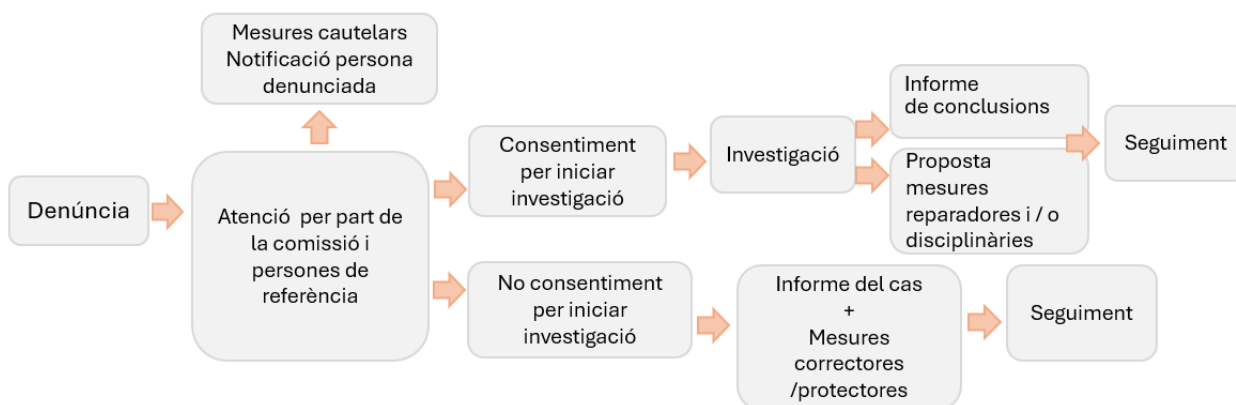 Mesures cautelars
Notificació persona
denunciada
Denúncia
Atenció  per part de
la comissió i
persones de
referència
Consentiment
per iniciar
investigació
Investigació
Informe
de conclusions
Proposta
mesures
reparadores i / o
disciplinàries
Seguiment
No consentiment
per iniciar
investigació
Informe del cas
+
Mesures
correctores
/protectores
Seguiment